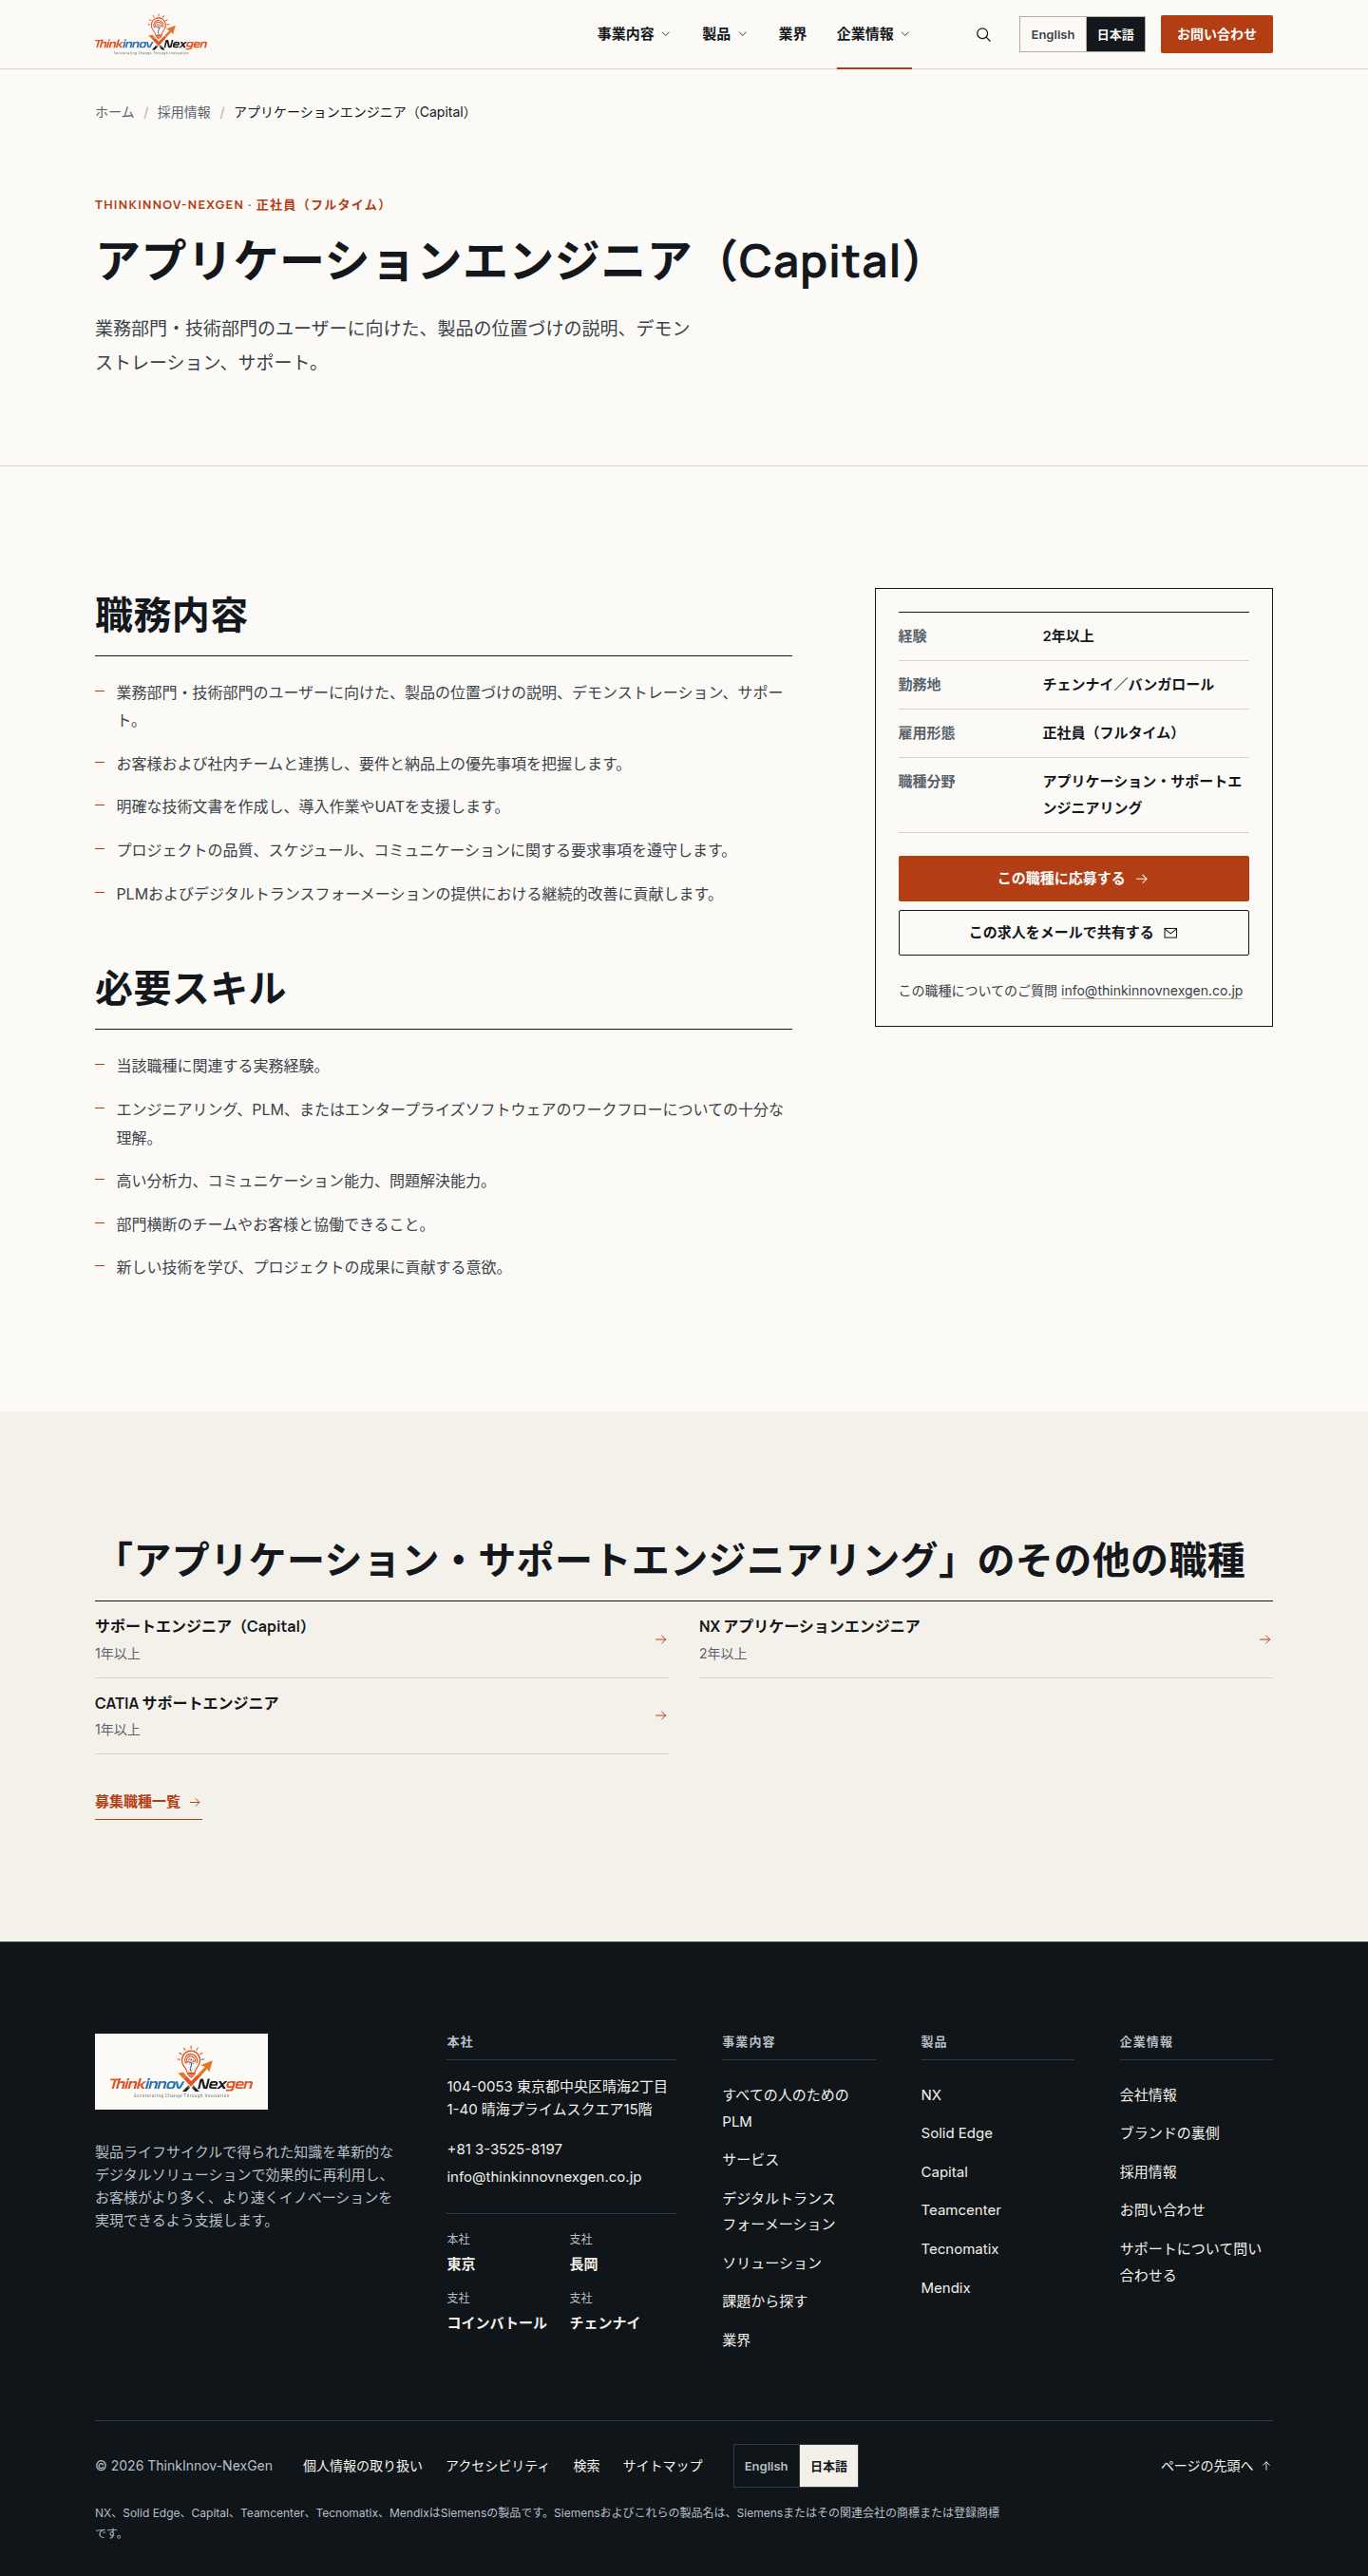 ThinkinnovXNexgen
Accelerating Change Through Innovation
事業内容
製品
業界
企業情報
English
日本語
お問い合わせ
ホーム / 採用情報 / アプリケーションエンジニア（Capital）
THINKINNOV-NEXGEN · 正社員（フルタイム）
アプリケーションエンジニア（Capital）
業務部門・技術部門のユーザーに向けた、製品の位置づけの説明、デモン
ストレーション、サポート。
職務内容
業務部門・技術部門のユーザーに向けた、製品の位置づけの説明、デモンストレーション、サポー
ト。
お客様および社内チームと連携し、要件と納品上の優先事項を把握します。
明確な技術文書を作成し、導入作業やUATを支援します。
プロジェクトの品質、スケジュール、コミュニケーションに関する要求事項を遵守します。
PLMおよびデジタルトランスフォーメーションの提供における継続的改善に貢献します。
必要スキル
当該職種に関連する実務経験。
エンジニアリング、PLM、またはエンタープライズソフトウェアのワークフローについての十分な
理解。
高い分析力、コミュニケーション能力、問題解決能力。
部門横断のチームやお客様と協働できること。
新しい技術を学び、プロジェクトの成果に貢献する意欲。
経験 2年以上
勤務地 チェンナイ／バンガロール
雇用形態 正社員（フルタイム）
職種分野 アプリケーション・サポートエ
ンジニアリング
この職種に応募する →
この求人をメールで共有する
この職種についてのご質問 info@thinkinnovnexgen.co.jp
「アプリケーション・サポートエンジニアリング」のその他の職種
サポートエンジニア（Capital）
1年以上
→
NX アプリケーションエンジニア
2年以上
→
CATIA サポートエンジニア
1年以上
→
募集職種一覧 →
ThinkinnovXNexgen
Accelerating Change Through Innovation
製品ライフサイクルで得られた知識を革新的な
デジタルソリューションで効果的に再利用し、
お客様がより多く、より速くイノベーションを
実現できるよう支援します。
本社
104-0053 東京都中央区晴海2丁目
1-40 晴海プライムスクエア15階
+81 3-3525-8197
info@thinkinnovnexgen.co.jp
本社
東京
支社
長岡
支社
コインバトール
支社
チェンナイ
事業内容
すべての人のための
PLM
サービス
デジタルトランス
フォーメーション
ソリューション
課題から探す
業界
製品
NX
Solid Edge
Capital
Teamcenter
Tecnomatix
Mendix
企業情報
会社情報
ブランドの裏側
採用情報
お問い合わせ
サポートについて問い
合わせる
© 2026 ThinkInnov-NexGen
個人情報の取り扱い
アクセシビリティ
検索
サイトマップ
English
日本語
ページの先頭へ ↑
NX、Solid Edge、Capital、Teamcenter、Tecnomatix、MendixはSiemensの製品です。Siemensおよびこれらの製品名は、Siemensまたはその関連会社の商標または登録商標
です。